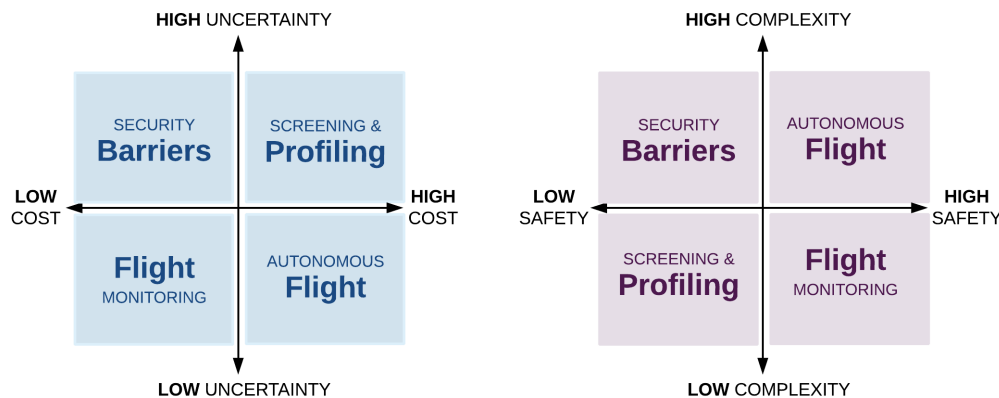 HIGH UNCERTAINTY
SECURITY
Barriers
SCREENING &
Profiling
LOW
COST
HIGH
COST
Flight
MONITORING
AUTONOMOUS
Flight
LOW UNCERTAINTY
HIGH COMPLEXITY
SECURITY
Barriers
AUTONOMOUS
Flight
LOW
SAFETY
HIGH
SAFETY
SCREENING &
Profiling
Flight
MONITORING
LOW COMPLEXITY